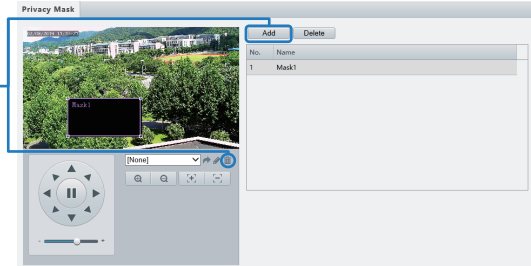 Privacy Mask
Add Delete
No. Name
1 Mask1
Mask1
[None]
- +